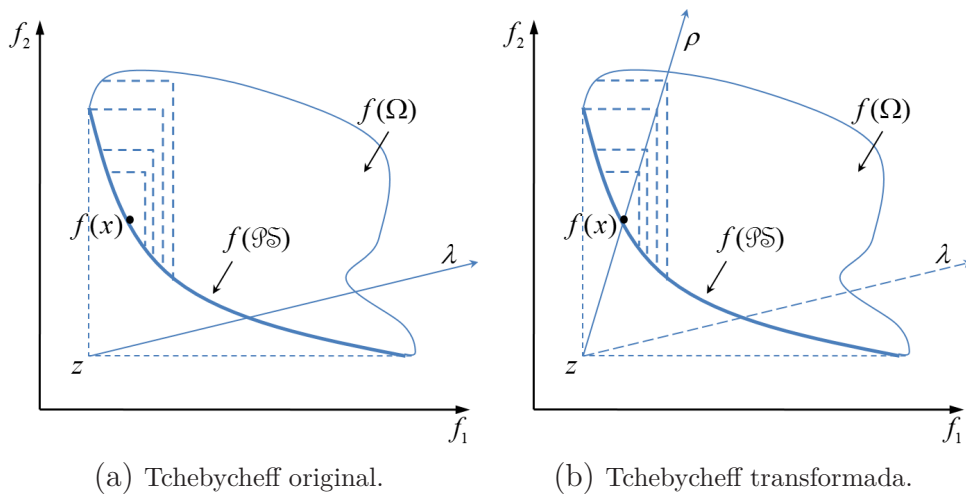 f₂
f(Ω)
f(x)
f(𝒫𝒮)
λ
z
f₁
(a) Tchebycheff original.
f₂
ρ
f(Ω)
f(x)
f(𝒫𝒮)
λ
z
f₁
(b) Tchebycheff transformada.